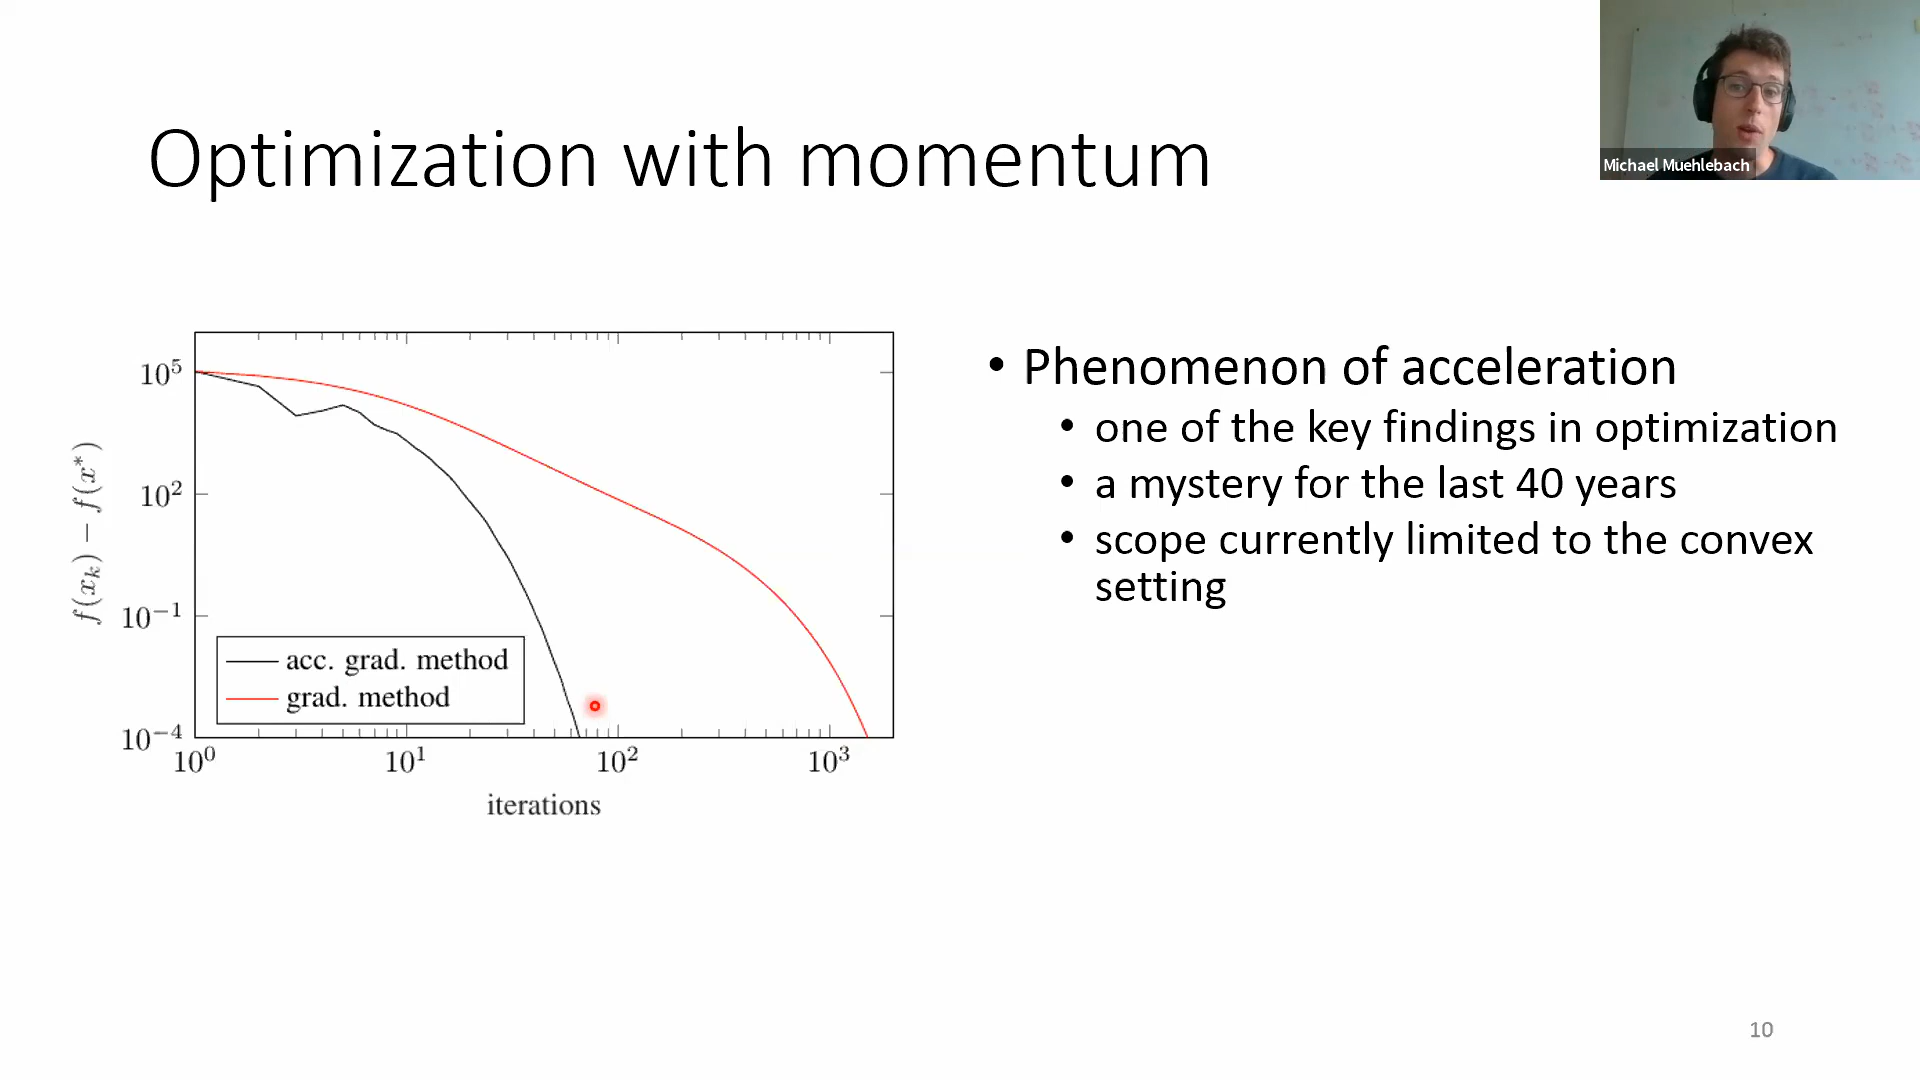 Michael Muehlebach
Optimization with momentum
f(x_k) − f(x*)
10^5
10^2
10^−1
10^−4
acc. grad. method
grad. method
10^0 10^1 10^2 10^3
iterations
• Phenomenon of acceleration
• one of the key findings in optimization
• a mystery for the last 40 years
• scope currently limited to the convex
setting
10